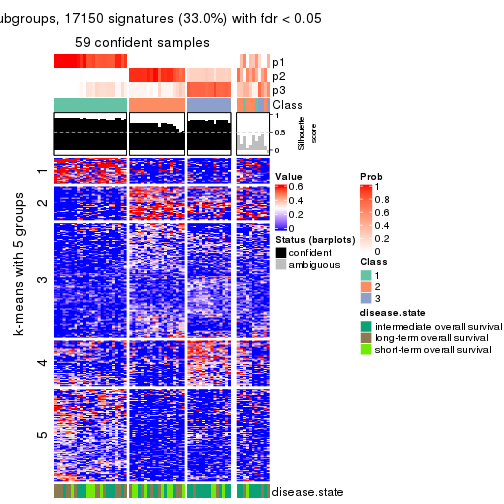 ubgroups, 17150 signatures (33.0%) with fdr < 0.05
59 confident samples
p1
p2
p3
Class
1
0.5
0
Silhouette
score
k-means with 5 groups
1
2
3
4
5
Value
0.6
0.4
0.2
0
Status (barplots)
confident
ambiguous
Prob
1
0.8
0.6
0.4
0.2
0
Class
1
2
3
disease.state
intermediate overall survival
long-term overall survival
short-term overall survival
disease.state